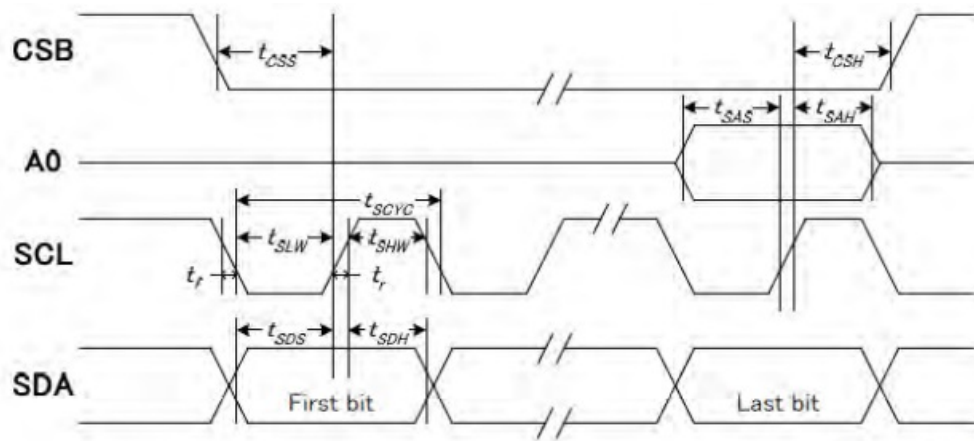 CSB
tCSS
tCSH
A0
tSAS
tSAH
SCL
tSCYC
tSLW
tSHW
tf
tr
SDA
tSDS
tSDH
First bit
Last bit